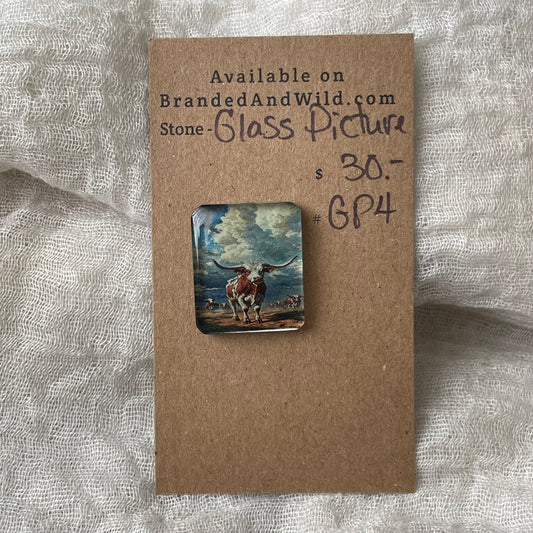 Available on
BrandedAndWild.com
Stone - Glass Picture
$ 30.-
# GP4